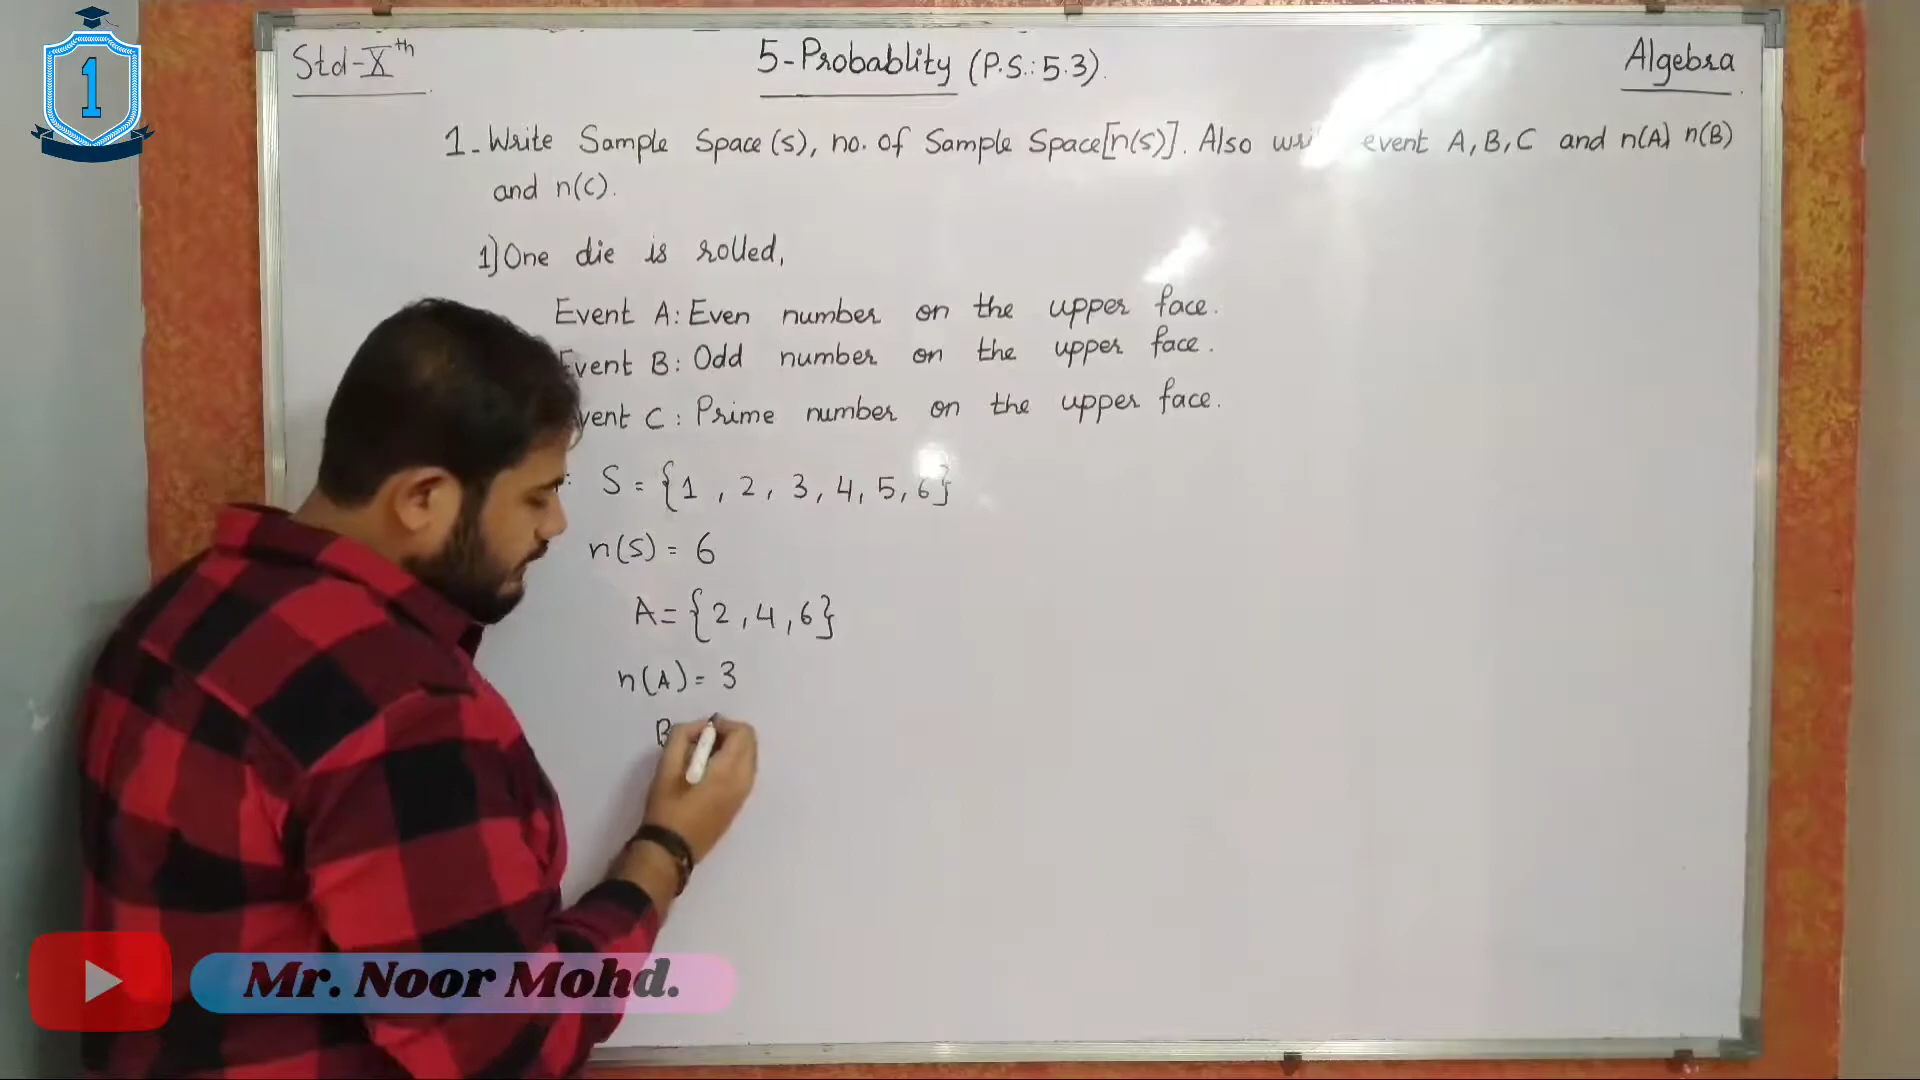 1
Std-Xth
5-Probablity (P.S.:5.3).
Algebra
1- Write Sample Space (s), no. of Sample Space[n(s)]. Also event A, B, C and n(A) n(B)
and n(C).
1) One die is rolled,
Event A: Even number on the upper face.
Event B: Odd number on the upper face.
Event C: Prime number on the upper face.
S = {1, 2, 3, 4, 5, 6}
n(S) = 6
A = {2, 4, 6}
n(A) = 3
B
Mr. Noor Mohd.